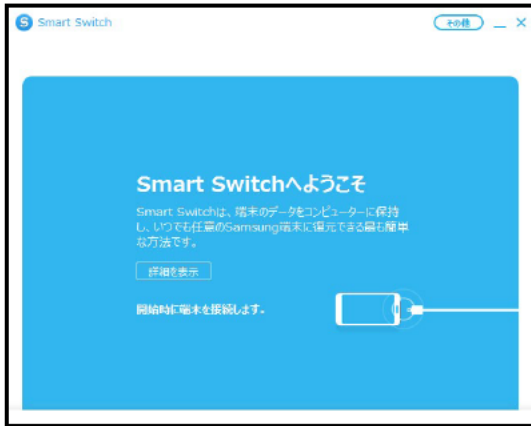 Smart Switch
その他
Smart Switchへようこそ
Smart Switchは、端末のデータをコンピューターに保持
し、いつでも任意のSamsung端末に復元できる最も簡単
な方法です。
詳細を表示
開始時に端末を接続します。